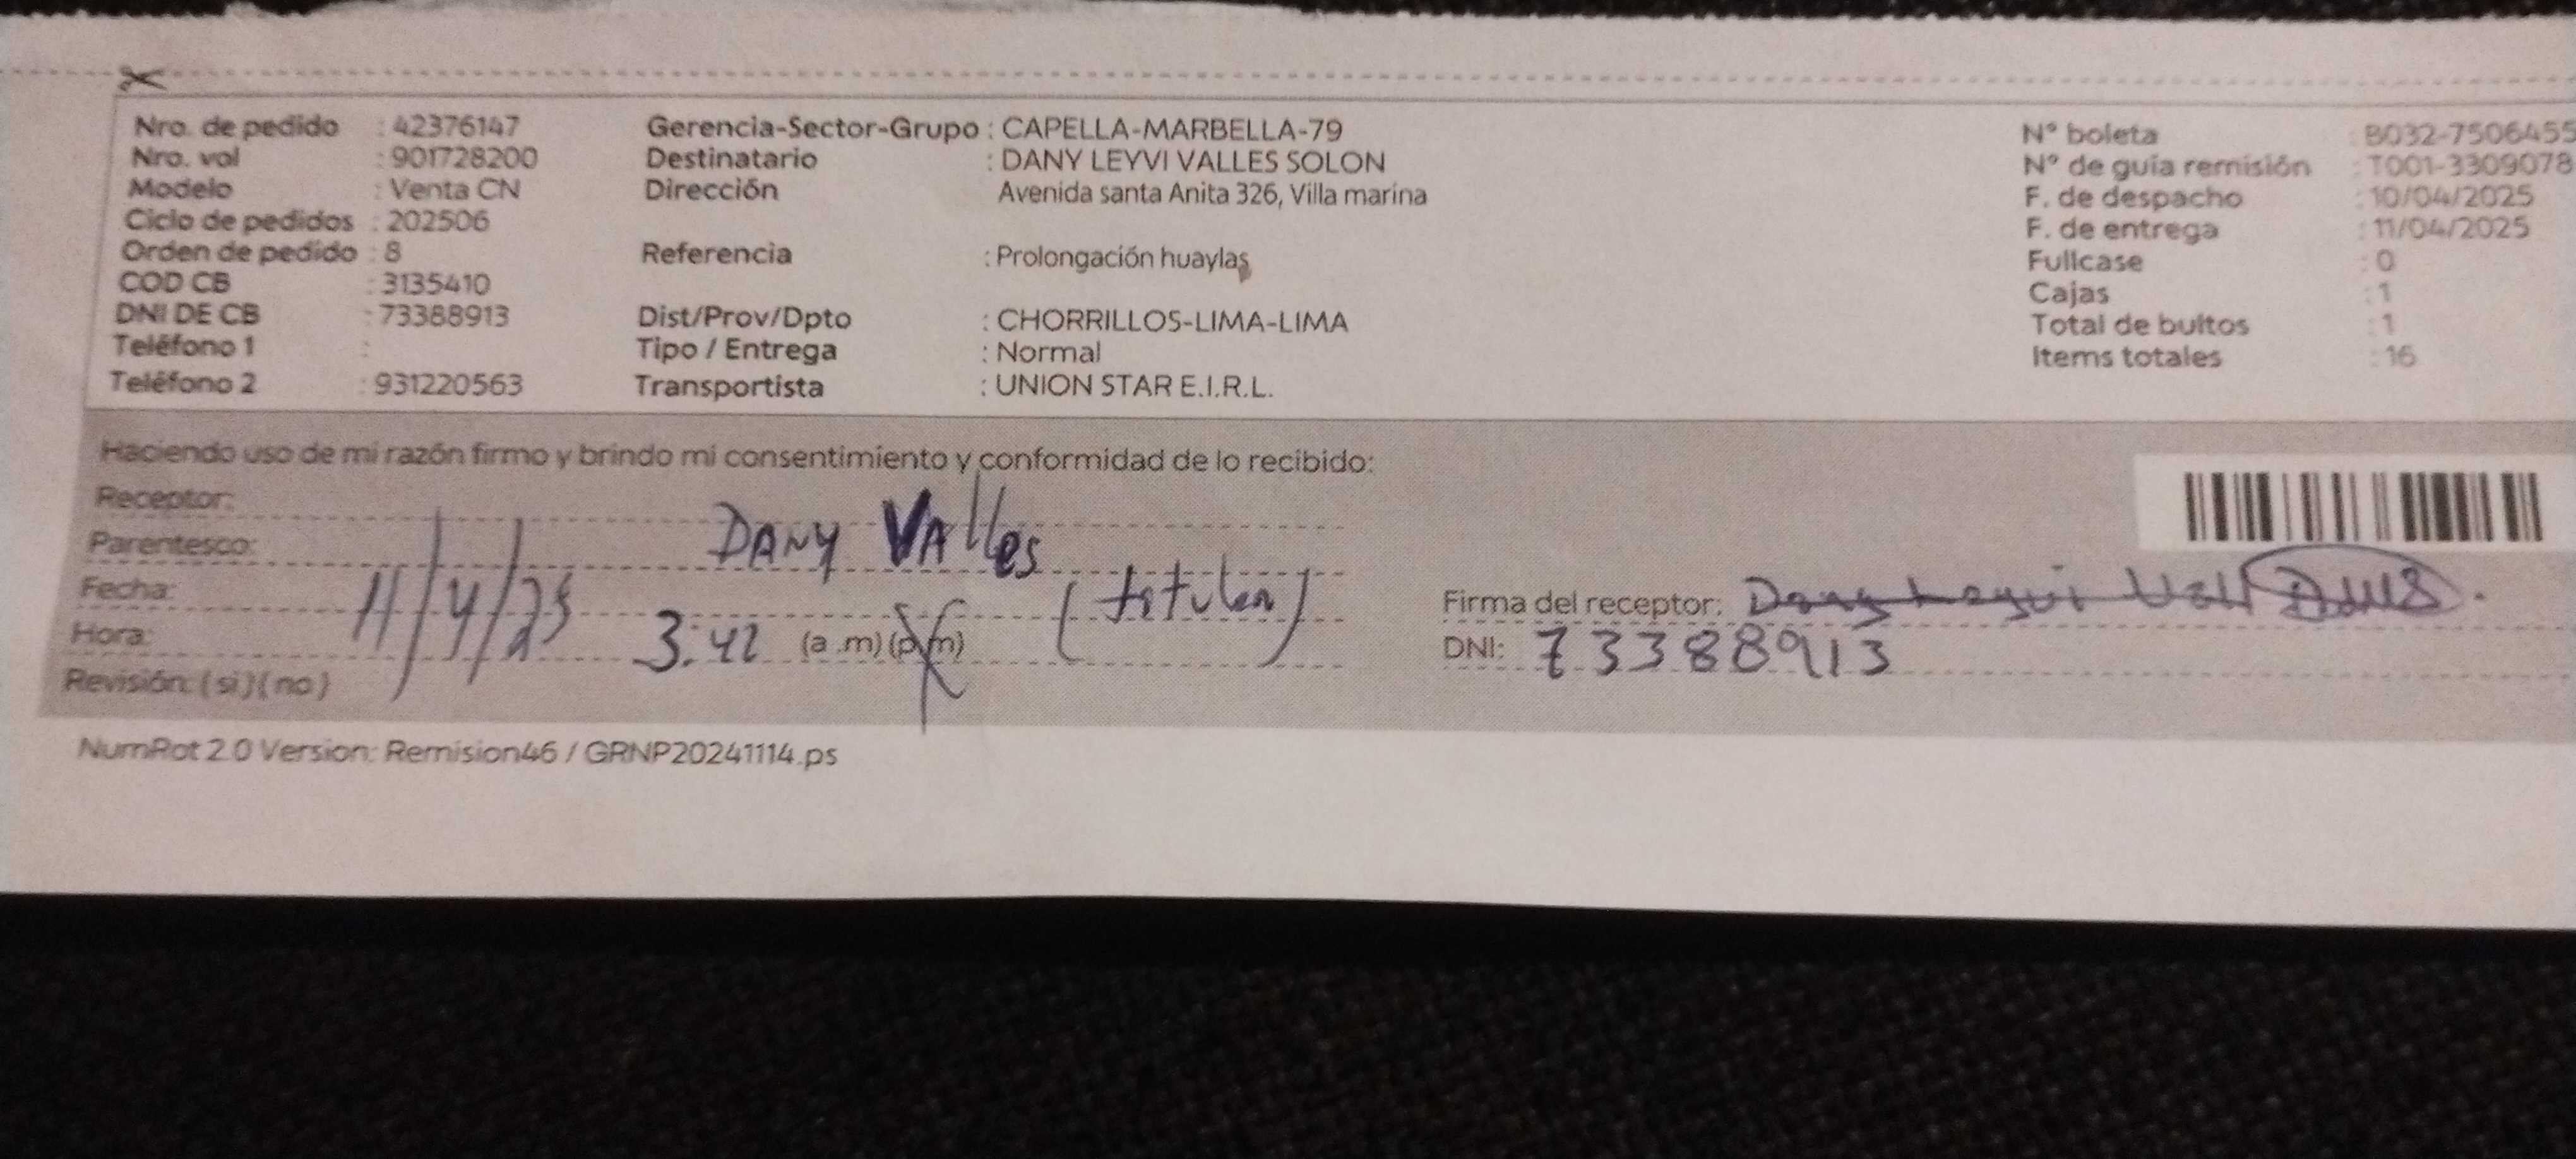 Nro. de pedido : 42376147 Gerencia-Sector-Grupo : CAPELLA-MARBELLA-79 N° boleta : B032-7506455
Nro. vol : 901728200 Destinatario : DANY LEYVI VALLES SOLON N° de guía remisión : T001-3309078
Modelo : Venta CN Dirección Avenida santa Anita 326, Villa marina F. de despacho : 10/04/2025
Ciclo de pedidos : 202506 F. de entrega : 11/04/2025
Orden de pedido : 8 Referencia : Prolongación huaylas Fullcase : 0
COD CB : 3135410 Cajas : 1
DNI DE CB : 73388913 Dist/Prov/Dpto : CHORRILLOS-LIMA-LIMA Total de bultos : 1
Teléfono 1 : Tipo / Entrega : Normal Items totales : 16
Teléfono 2 : 931220563 Transportista : UNION STAR E.I.R.L.
Haciendo uso de mi razón firmo y brindo mi consentimiento y conformidad de lo recibido:
Receptor:
Parentesco: DANY VAlles
Fecha: 11/4/25 (titular) Firma del receptor: Dany Leyvi
Hora: 3:42 (a .m) (p.m) DNI: 73388913
Revisión: ( si ) ( no )
NumRot 2.0 Version: Remision46 / GRNP20241114.ps